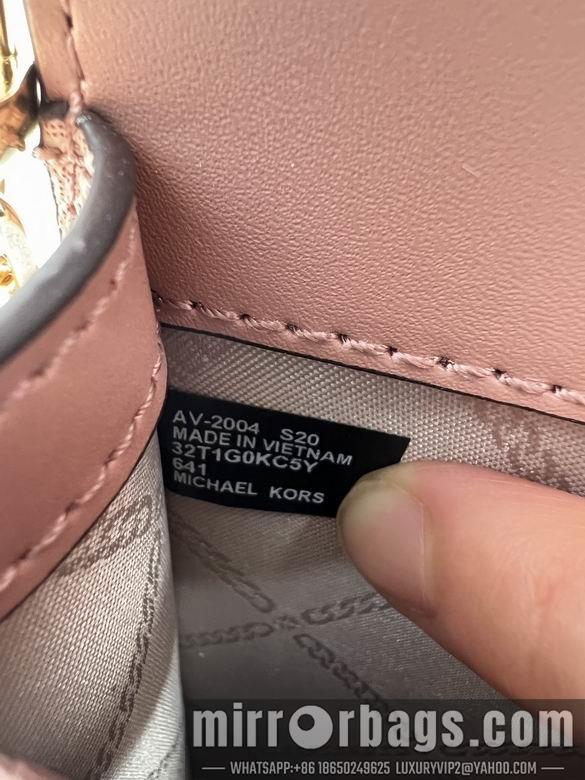 AV-2004 S20
MADE IN VIETNAM
32T1G0KC5Y
641
MICHAEL KORS
mirrorbags.com
— WHATSAPP:+86 18650249625 LUXURYVIP2@YAHOO.COM —